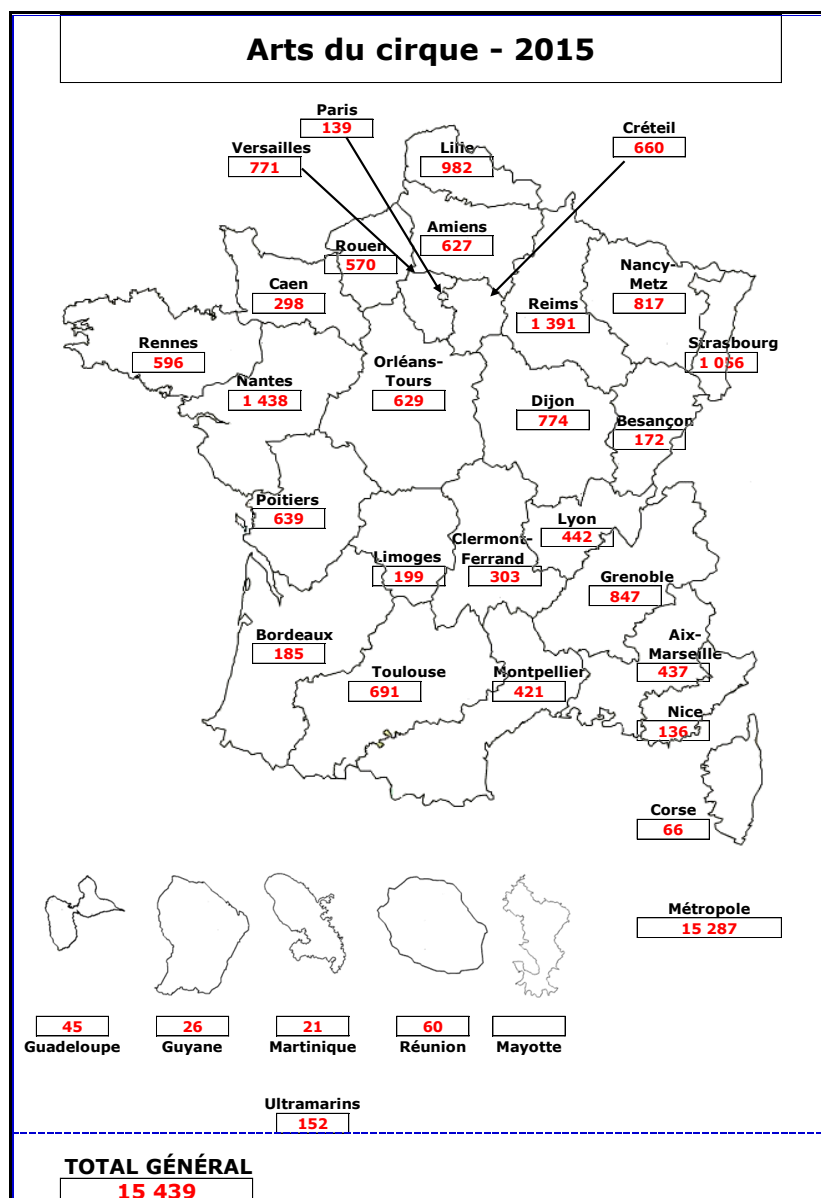 Arts du cirque - 2015
Paris
139
Versailles
771
Lille
982
Créteil
660
Amiens
627
Rouen
570
Caen
298
Nancy-
Metz
817
Reims
1 391
Rennes
596
Strasbourg
1 056
Nantes
1 438
Orléans-
Tours
629
Dijon
774
Besançon
172
Poitiers
639
Lyon
442
Clermont-
Ferrand
303
Limoges
199
Grenoble
847
Bordeaux
185
Aix-
Marseille
437
Toulouse
691
Montpellier
421
Nice
136
Corse
66
Métropole
15 287
45
Guadeloupe
26
Guyane
21
Martinique
60
Réunion
Mayotte
Ultramarins
152
TOTAL GÉNÉRAL
15 439